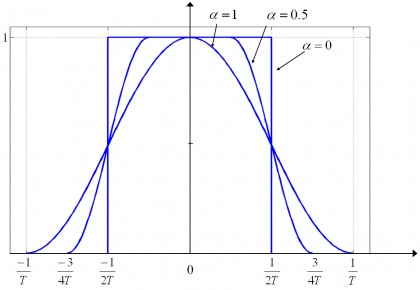 α = 1
α = 0.5
α = 0
1
-1/T -3/4T -1/2T 0 1/2T 3/4T 1/T